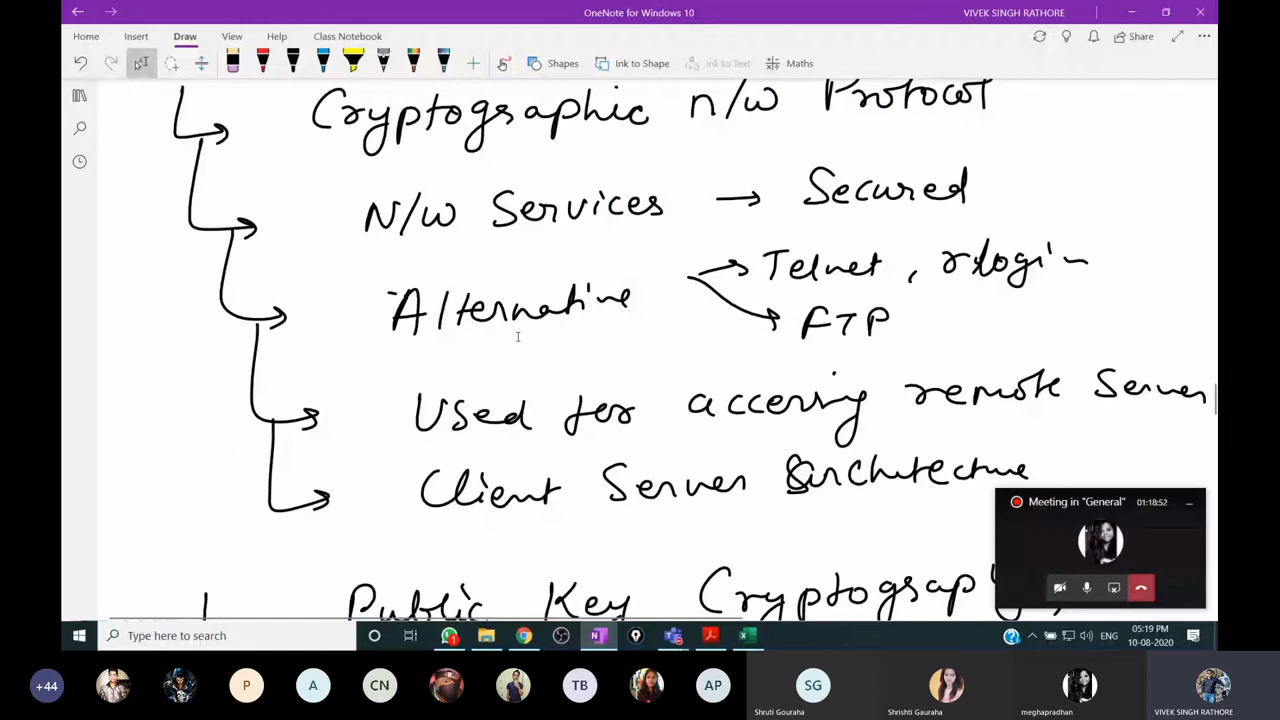 OneNote for Windows 10
VIVEK SINGH RATHORE
Home Insert Draw View Help Class Notebook
Share
Shapes Ink to Shape Ink to Text Maths
Cryptographic n/w Protocol
N/w Services → Secured
Alternative → Telnet, rlogin
→ FTP
Used for accessing remote Server
Client Server architecture
Meeting in "General" 01:18:52
Public Key Cryptography,
Type here to search
ENG
05:19 PM
10-08-2020
+44 P A CN TB AP SG
Shruti Gouraha Shrishti Gauraha meghapradhan VIVEK SINGH RATHORE